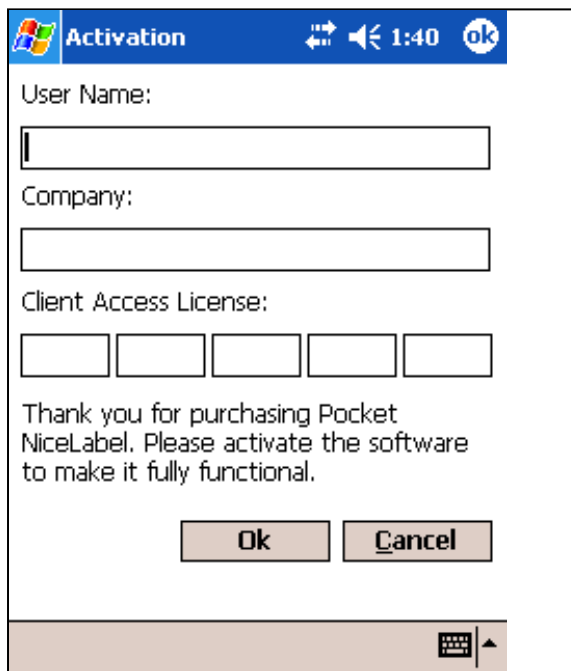 Activation 1:40 ok
User Name:
Company:
Client Access License:
Thank you for purchasing Pocket
NiceLabel. Please activate the software
to make it fully functional.
Ok Cancel